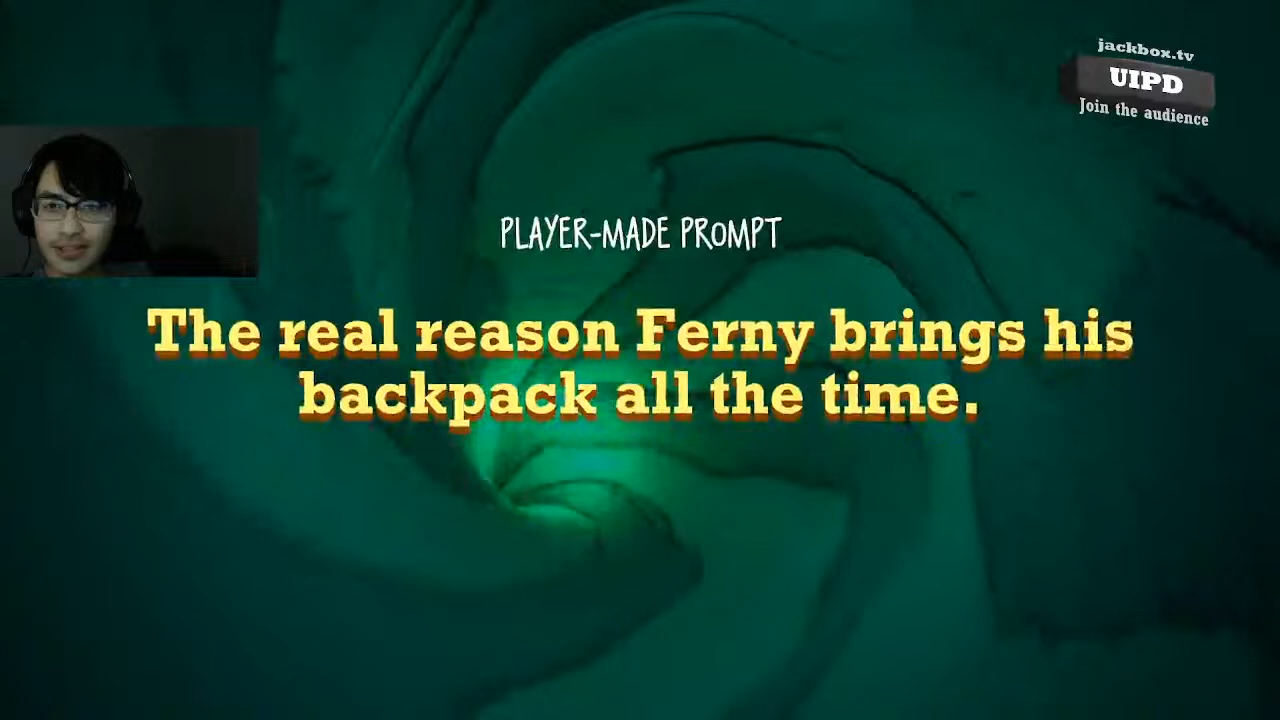 jackbox.tv
UIPD
Join the audience
PLAYER-MADE PROMPT
The real reason Ferny brings his
backpack all the time.